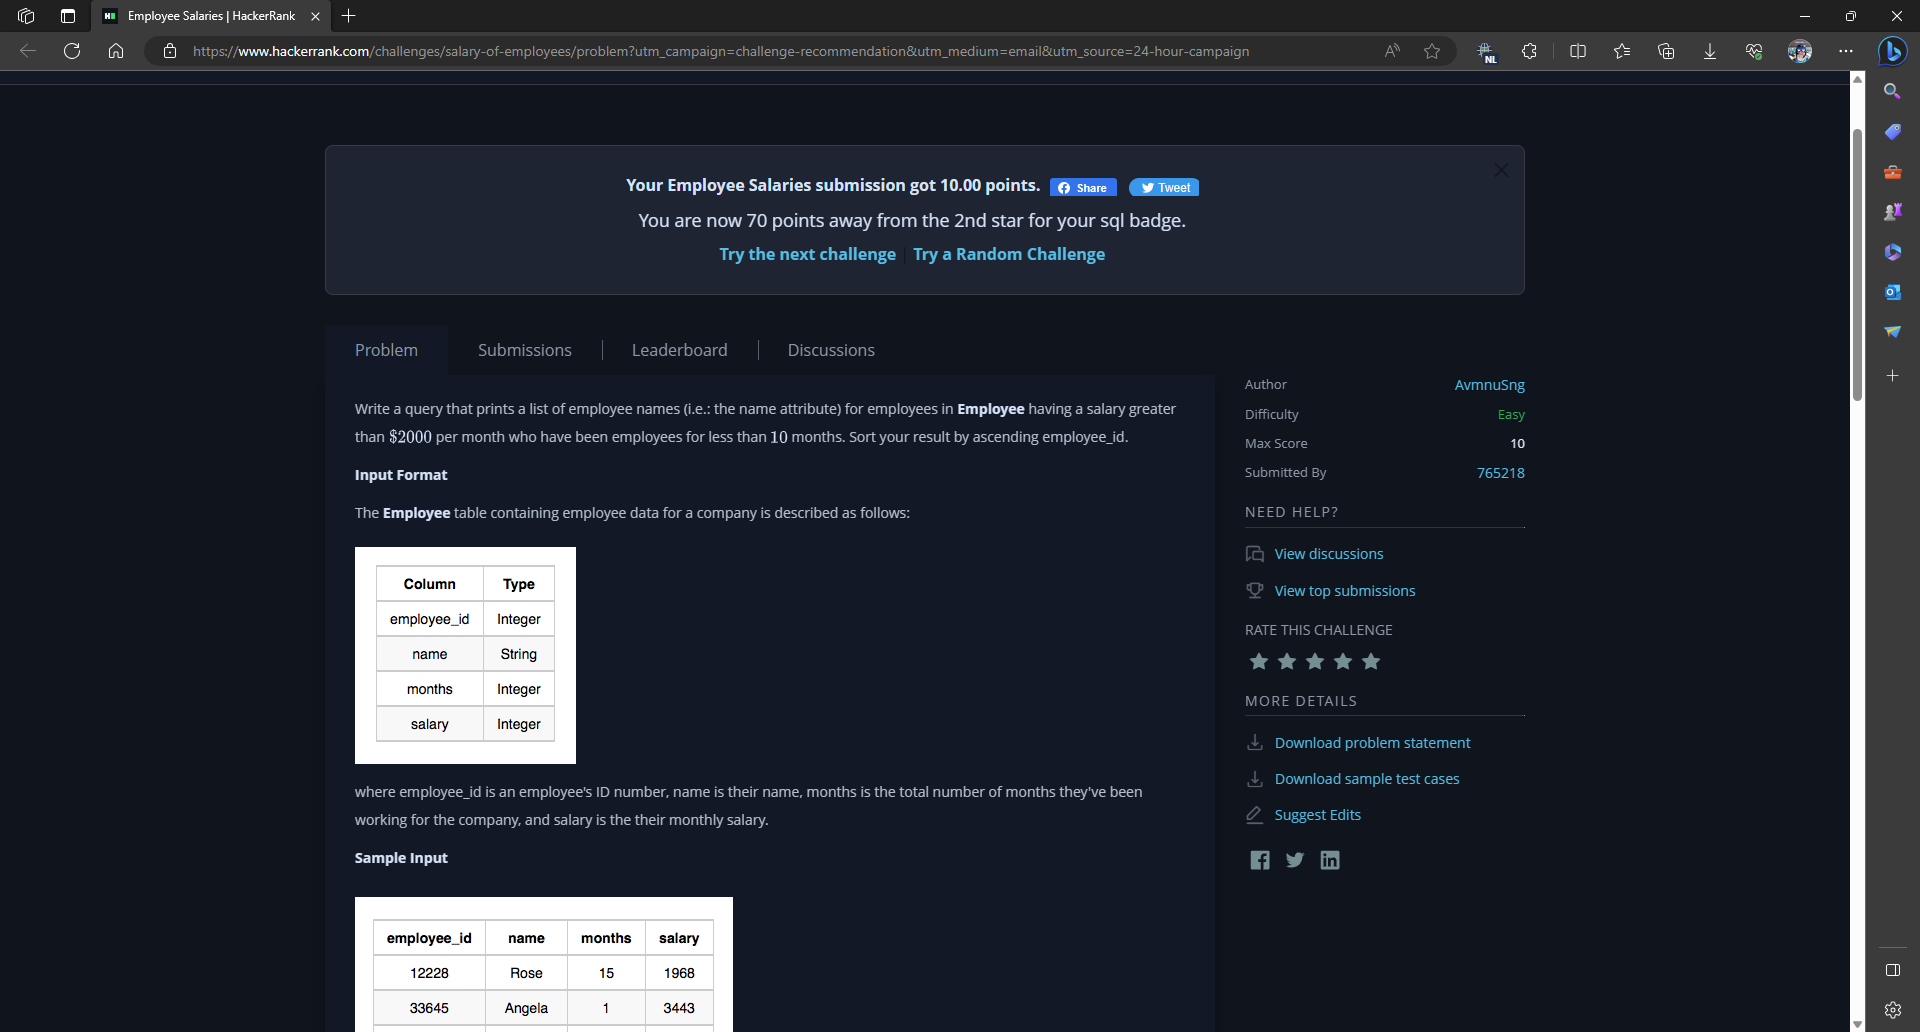 Employee Salaries | HackerRank
https://www.hackerrank.com/challenges/salary-of-employees/problem?utm_campaign=challenge-recommendation&utm_medium=email&utm_source=24-hour-campaign
NL
Your Employee Salaries submission got 10.00 points. Share Tweet
You are now 70 points away from the 2nd star for your sql badge.
Try the next challenge Try a Random Challenge
Problem Submissions Leaderboard Discussions
Write a query that prints a list of employee names (i.e.: the name attribute) for employees in Employee having a salary greater
than $2000 per month who have been employees for less than 10 months. Sort your result by ascending employee_id.
Input Format
The Employee table containing employee data for a company is described as follows:
Column Type
employee_id Integer
name String
months Integer
salary Integer
where employee_id is an employee's ID number, name is their name, months is the total number of months they've been
working for the company, and salary is the their monthly salary.
Sample Input
employee_id name months salary
12228 Rose 15 1968
33645 Angela 1 3443
Author AvmnuSng
Difficulty Easy
Max Score 10
Submitted By 765218
NEED HELP?
View discussions
View top submissions
RATE THIS CHALLENGE
MORE DETAILS
Download problem statement
Download sample test cases
Suggest Edits